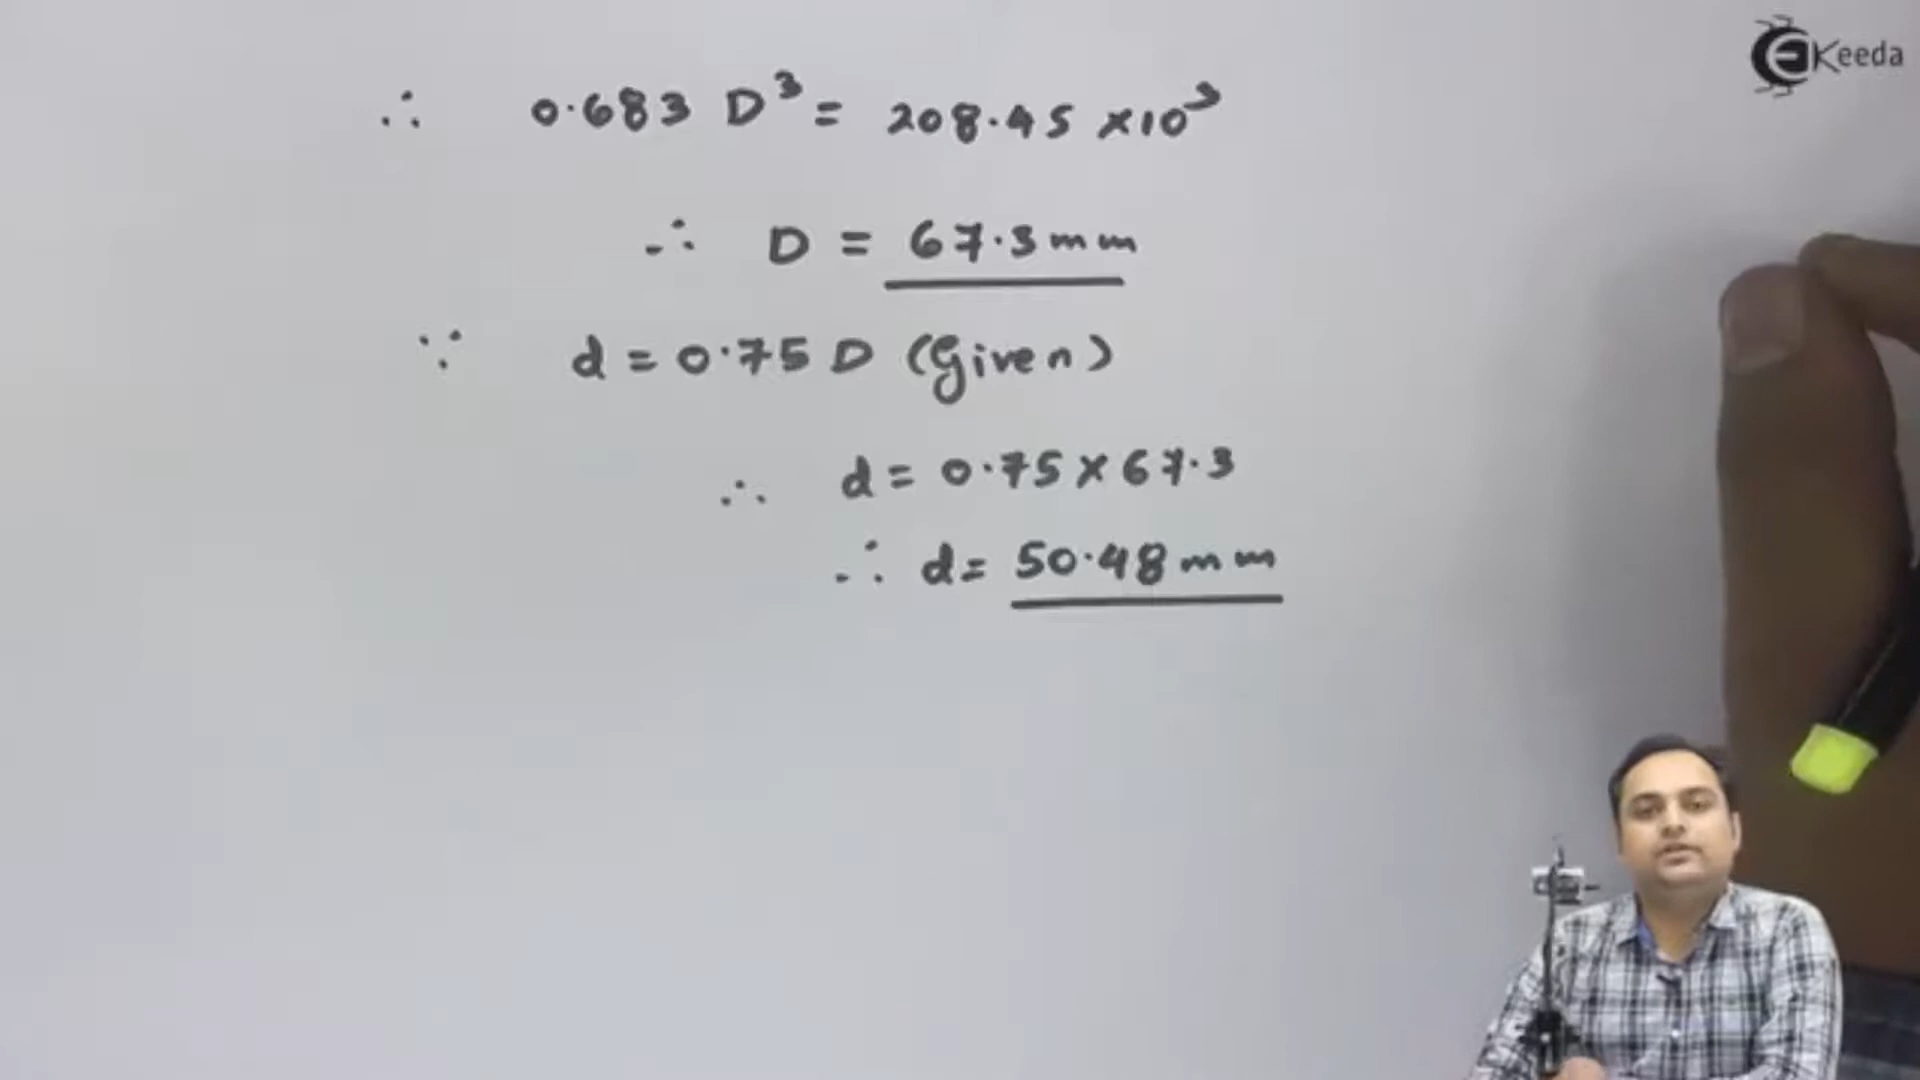 Ekeeda
∴ 0.683 D³ = 208.45 ×10³
∴ D = 67.3 mm
∵ d = 0.75 D (Given)
∴ d = 0.75 × 67.3
∴ d = 50.48 mm